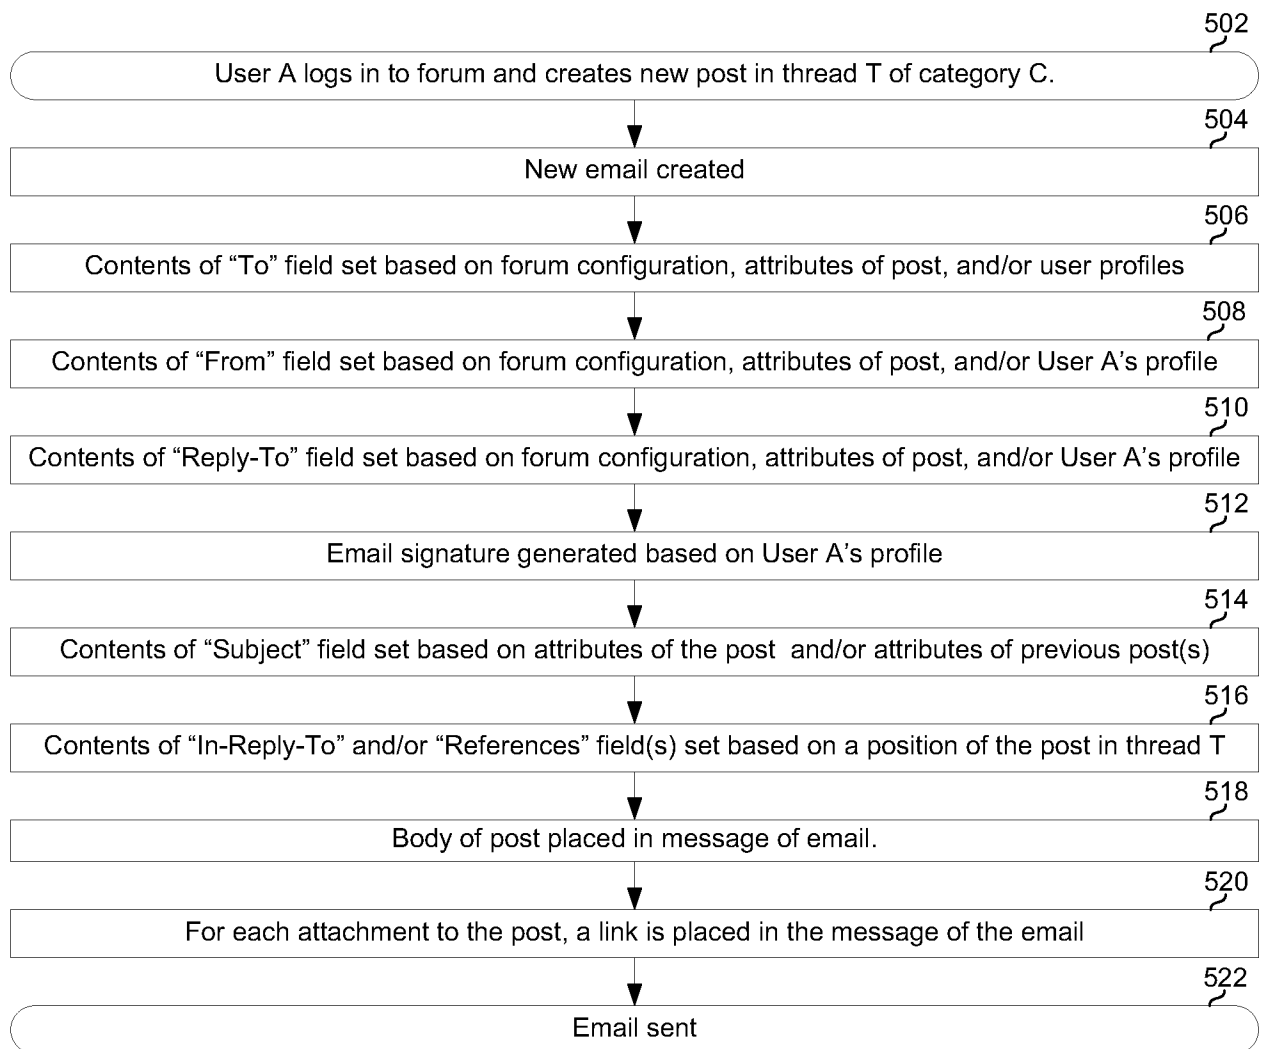 502
User A logs in to forum and creates new post in thread T of category C.
504
New email created
506
Contents of “To” field set based on forum configuration, attributes of post, and/or user profiles
508
Contents of “From” field set based on forum configuration, attributes of post, and/or User A’s profile
510
Contents of “Reply-To” field set based on forum configuration, attributes of post, and/or User A’s profile
512
Email signature generated based on User A’s profile
514
Contents of “Subject” field set based on attributes of the post  and/or attributes of previous post(s)
516
Contents of “In-Reply-To” and/or “References” field(s) set based on a position of the post in thread T
518
Body of post placed in message of email.
520
For each attachment to the post, a link is placed in the message of the email
522
Email sent